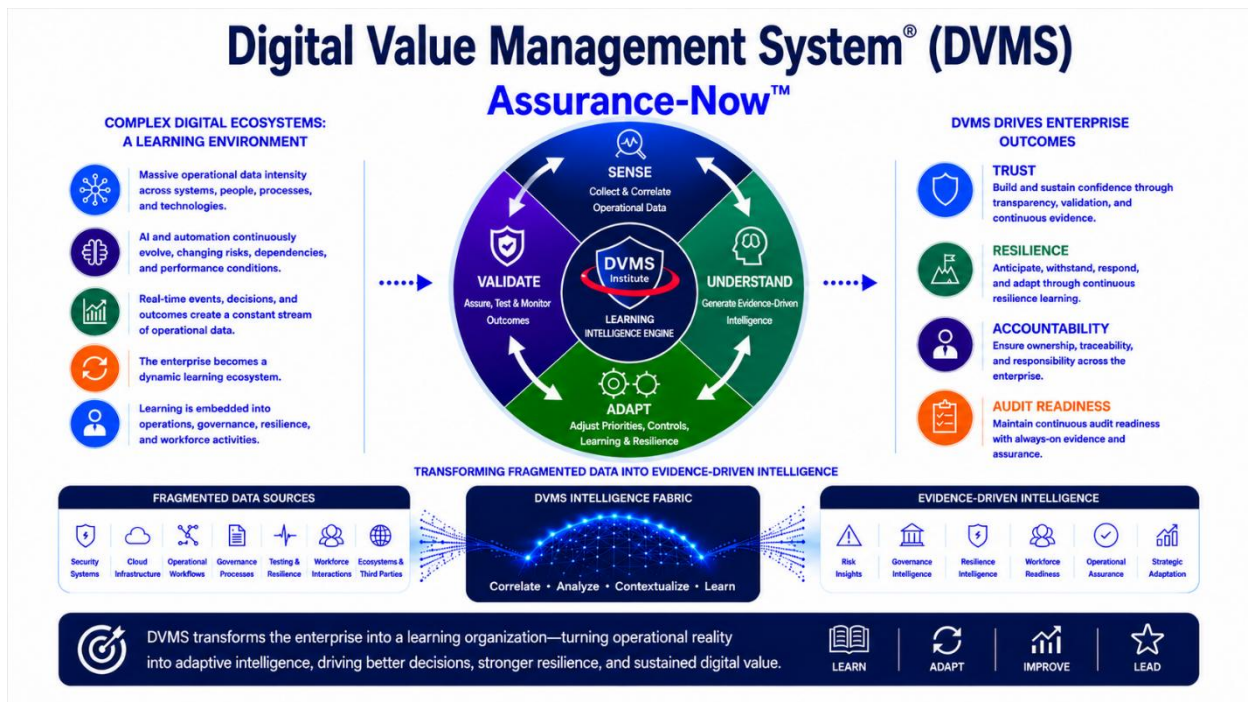 Digital Value Management System® (DVMS)
Assurance-Now™
COMPLEX DIGITAL ECOSYSTEMS:
A LEARNING ENVIRONMENT
Massive operational data intensity
across systems, people, processes,
and technologies.
AI and automation continuously
evolve, changing risks, dependencies,
and performance conditions.
Real-time events, decisions, and
outcomes create a constant stream
of operational data.
The enterprise becomes a
dynamic learning ecosystem.
Learning is embedded into
operations, governance, resilience,
and workforce activities.
SENSE
Collect & Correlate
Operational Data
VALIDATE
Assure, Test & Monitor
Outcomes
DVMS
Institute
LEARNING
INTELLIGENCE ENGINE
UNDERSTAND
Generate Evidence-Driven
Intelligence
ADAPT
Adjust Priorities, Controls,
Learning & Resilience
DVMS DRIVES ENTERPRISE
OUTCOMES
TRUST
Build and sustain confidence through
transparency, validation, and
continuous evidence.
RESILIENCE
Anticipate, withstand, respond,
and adapt through continuous
resilience learning.
ACCOUNTABILITY
Ensure ownership, traceability,
and responsibility across the
enterprise.
AUDIT READINESS
Maintain continuous audit readiness
with always-on evidence and
assurance.
TRANSFORMING FRAGMENTED DATA INTO EVIDENCE-DRIVEN INTELLIGENCE
FRAGMENTED DATA SOURCES
Security
Systems
Cloud
Infrastructure
Operational
Workflows
Governance
Processes
Testing &
Resilience
Workforce
Interactions
Ecosystems &
Third Parties
DVMS INTELLIGENCE FABRIC
Correlate • Analyze • Contextualize • Learn
EVIDENCE-DRIVEN INTELLIGENCE
Risk
Insights
Governance
Intelligence
Resilience
Intelligence
Workforce
Readiness
Operational
Assurance
Strategic
Adaptation
DVMS transforms the enterprise into a learning organization—turning operational reality
into adaptive intelligence, driving better decisions, stronger resilience, and sustained digital value.
LEARN
ADAPT
IMPROVE
LEAD